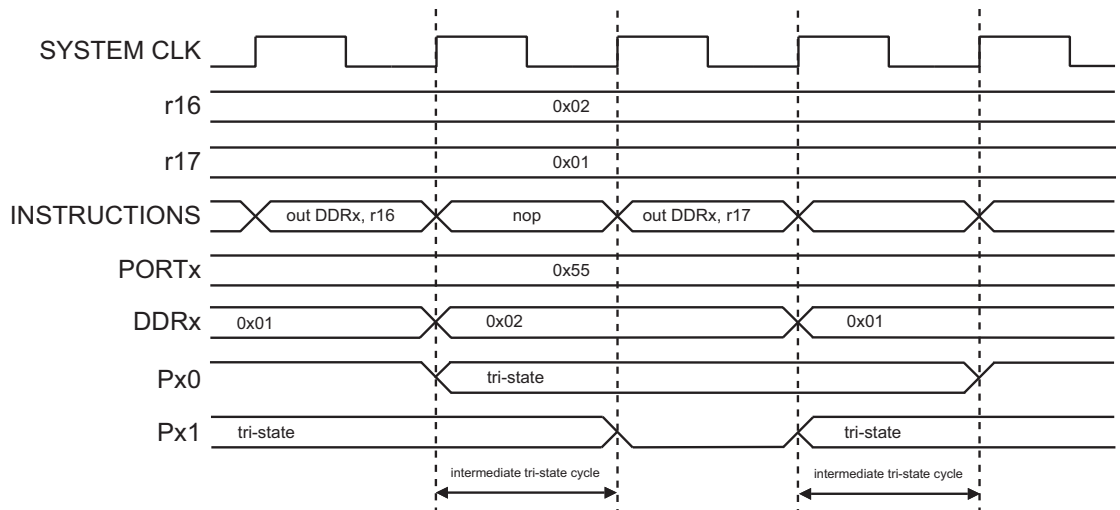 SYSTEM CLK
r16
0x02
r17
0x01
INSTRUCTIONS
out DDRx, r16
nop
out DDRx, r17
PORTx
0x55
DDRx
0x01
0x02
0x01
Px0
tri-state
Px1
tri-state
tri-state
intermediate tri-state cycle
intermediate tri-state cycle